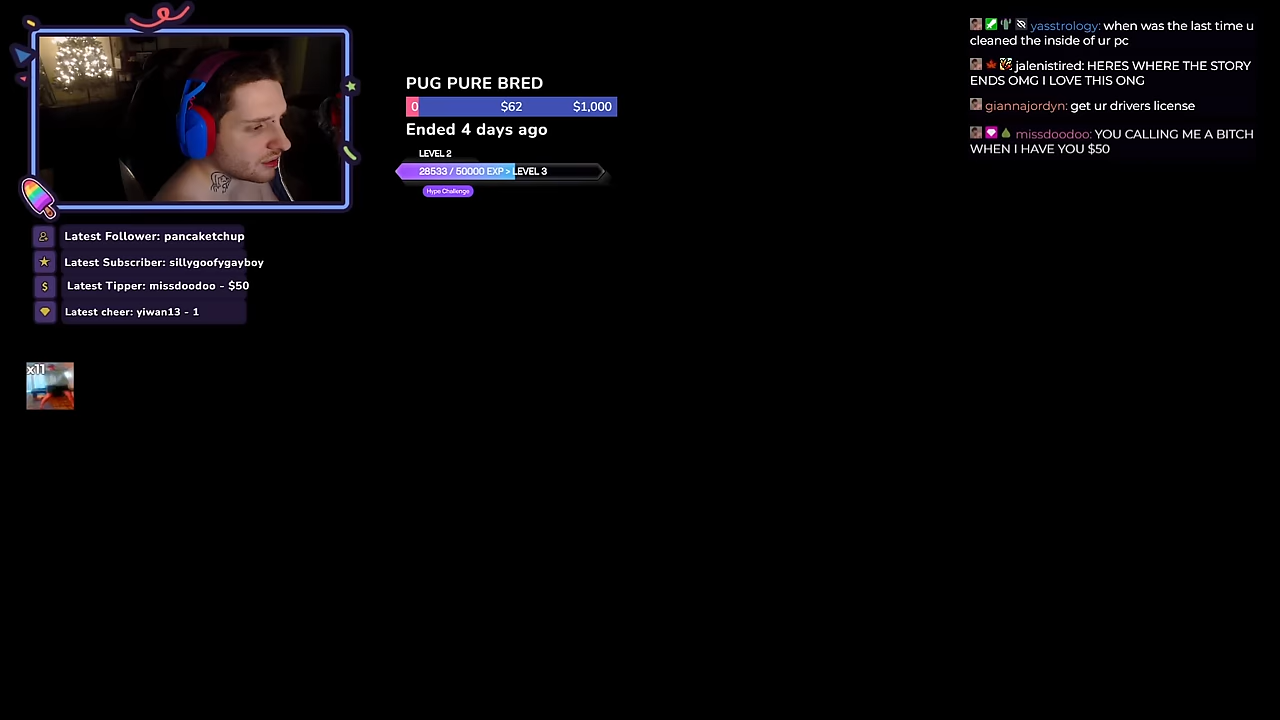 PUG PURE BRED
0 $62 $1,000
Ended 4 days ago
LEVEL 2
28533 / 50000 EXP > LEVEL 3
Hype Challenge
Latest Follower: pancaketchup
Latest Subscriber: sillygoofygayboy
Latest Tipper: missdoodoo - $50
Latest cheer: yiwan13 - 1
x11
yasstrology: when was the last time u
cleaned the inside of ur pc
jalenistired: HERES WHERE THE STORY
ENDS OMG I LOVE THIS ONG
giannajordyn: get ur drivers license
missdoodoo: YOU CALLING ME A BITCH
WHEN I HAVE YOU $50